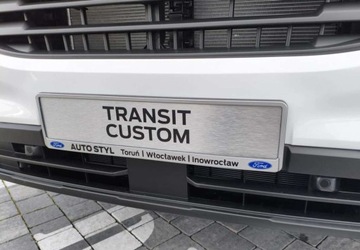 TRANSIT
CUSTOM
Ford AUTO STYL Toruń | Włocławek | Inowrocław Ford